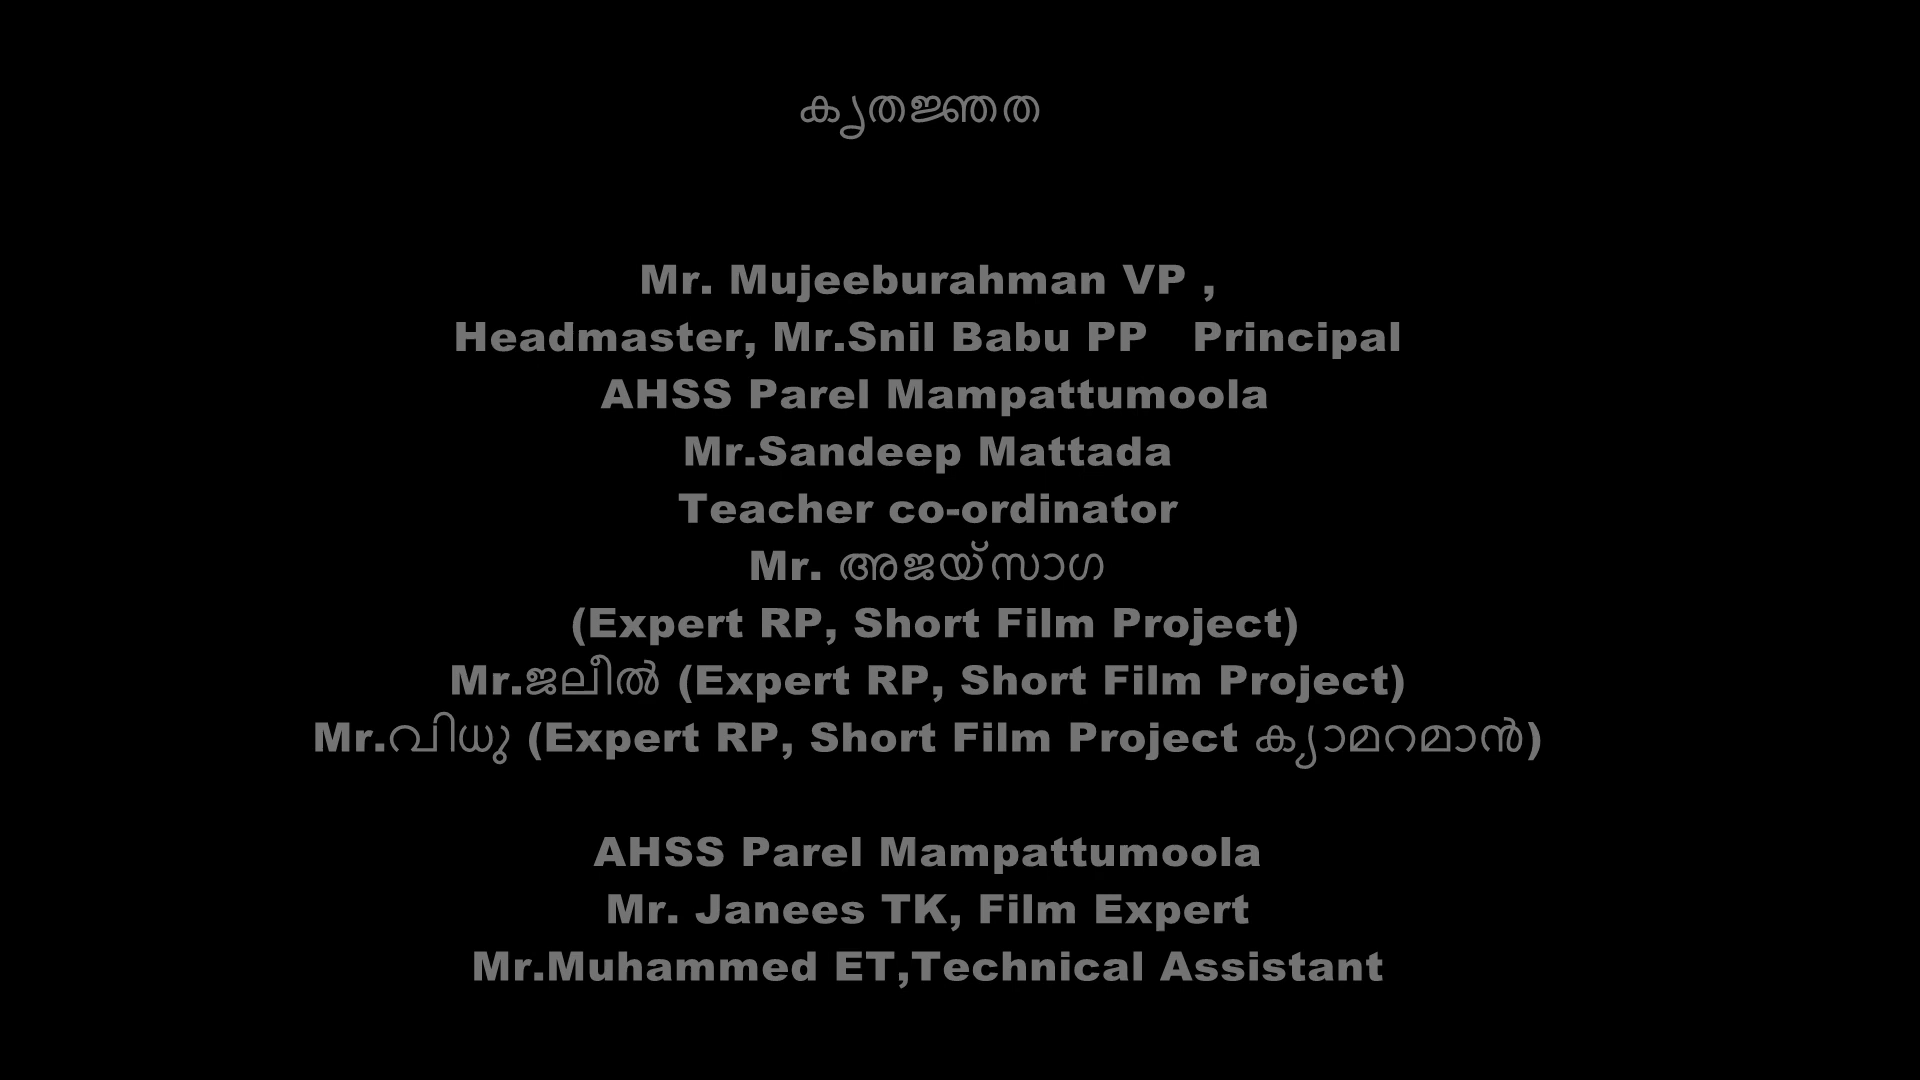 കൃതജ്ഞത
Mr. Mujeeburahman VP ,
Headmaster, Mr.Snil Babu PP   Principal
AHSS Parel Mampattumoola
Mr.Sandeep Mattada
Teacher co-ordinator
Mr. അജയ്സാഗ
(Expert RP, Short Film Project)
Mr.ജലീൽ (Expert RP, Short Film Project)
Mr.വിധു (Expert RP, Short Film Project ക്യാമറമാൻ)
AHSS Parel Mampattumoola
Mr. Janees TK, Film Expert
Mr.Muhammed ET,Technical Assistant